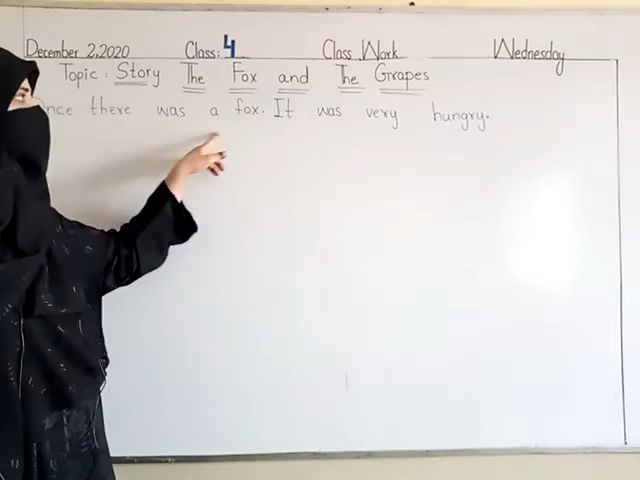 December 2,2020 Class: 4 Class Work Wednesday
Topic : Story The Fox and The Grapes
nce there was a fox. It was very hungry.